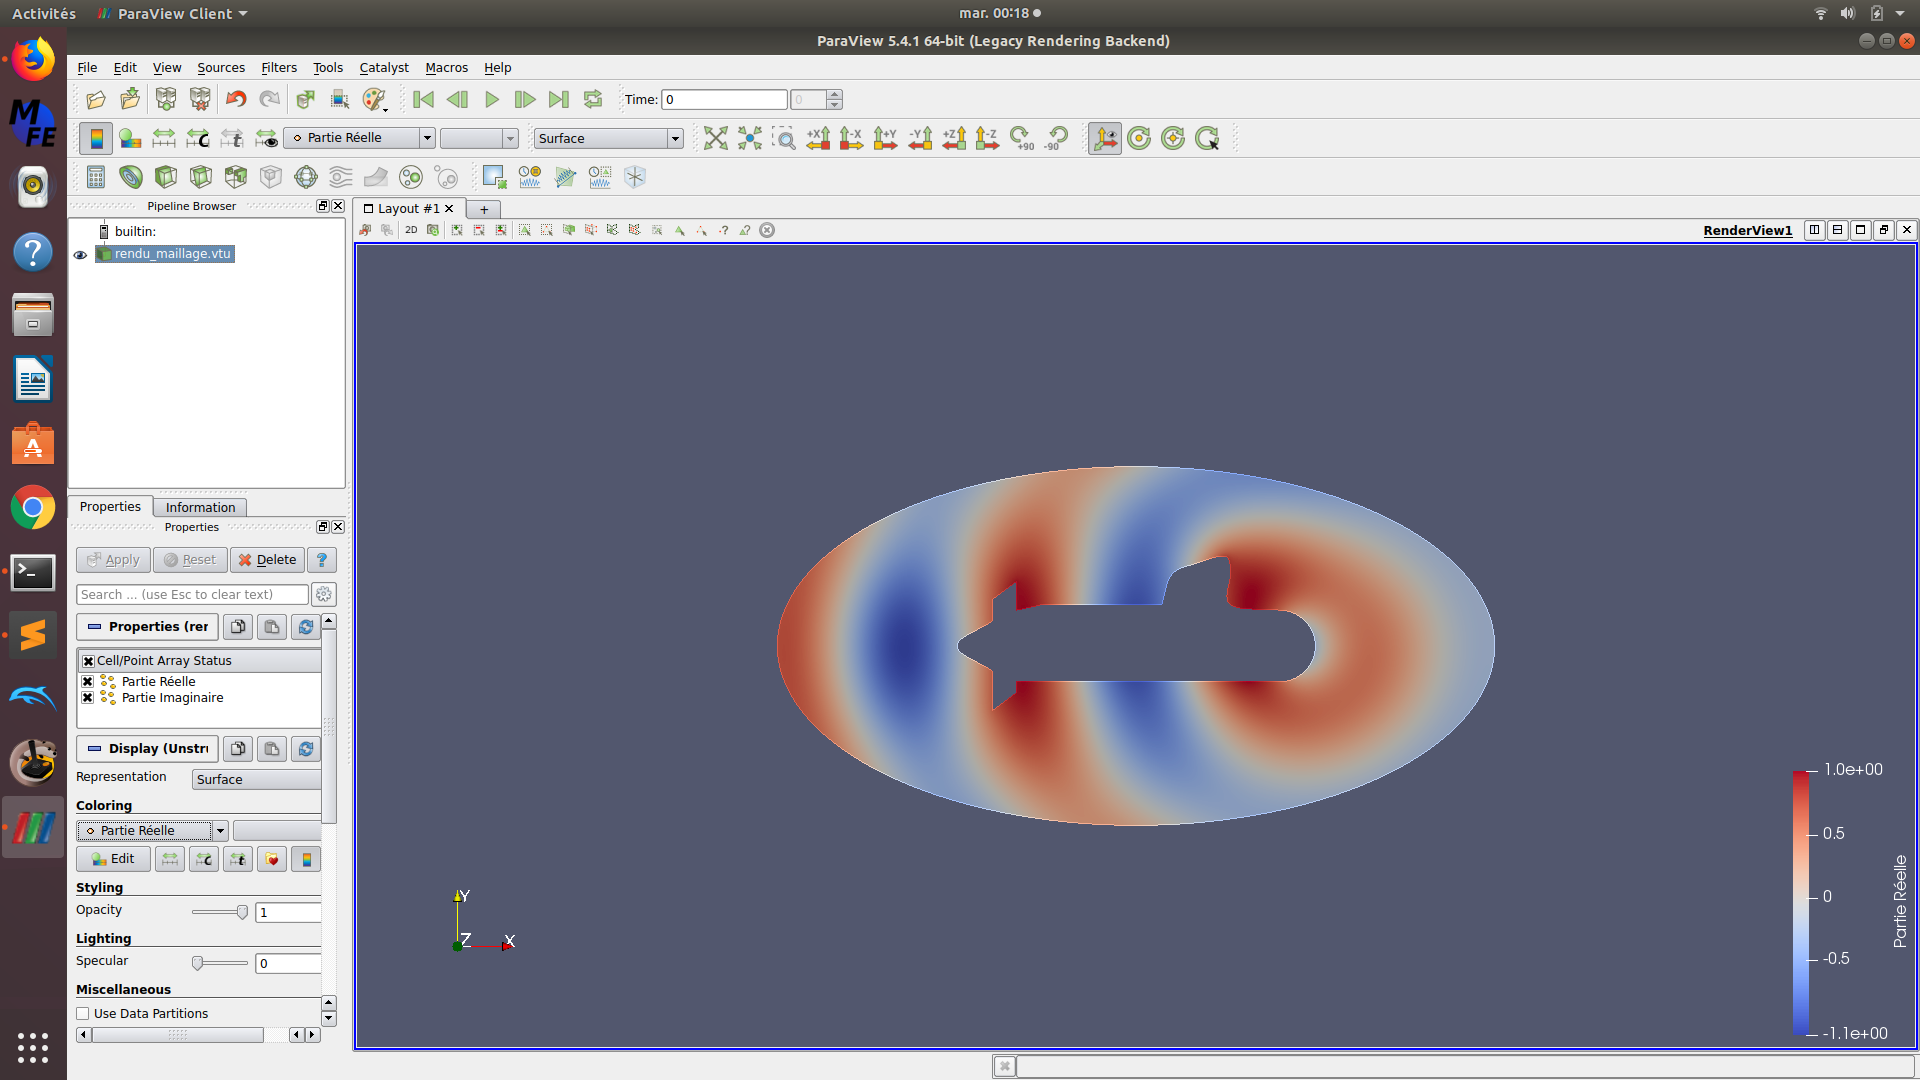 Activités
ParaView Client
mar. 00:18
ParaView 5.4.1 64-bit (Legacy Rendering Backend)
File Edit View Sources Filters Tools Catalyst Macros Help
Time: 0
0
Partie Réelle
Surface
+X
-X
+Y
-Y
+Z
-Z
+90
-90
Pipeline Browser
Layout #1
+
builtin:
rendu_maillage.vtu
2D
RenderView1
Properties Information
Properties
Apply Reset Delete ?
Search ... (use Esc to clear text)
Properties (rer
Cell/Point Array Status
Partie Réelle
Partie Imaginaire
Display (Unstru
Representation Surface
Coloring
Partie Réelle
Edit
Styling
Opacity 1
Lighting
Specular 0
Miscellaneous
Use Data Partitions
Y
Z
X
1.0e+00
0.5
0
-0.5
-1.1e+00
Partie Réelle